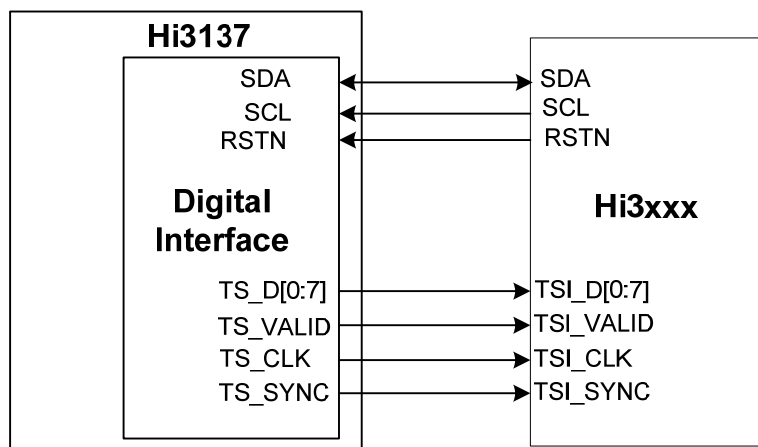 Hi3137
SDA
SCL
RSTN
Digital
Interface
TS_D[0:7]
TS_VALID
TS_CLK
TS_SYNC
SDA
SCL
RSTN
Hi3xxx
TSI_D[0:7]
TSI_VALID
TSI_CLK
TSI_SYNC